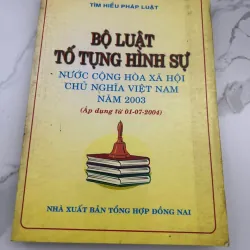 TÌM HIỂU PHÁP LUẬT
BỘ LUẬT
TỐ TỤNG HÌNH SỰ
NƯỚC CỘNG HÒA XÃ HỘI
CHỦ NGHĨA VIỆT NAM
NĂM 2003
(Áp dụng từ 01-07-2004)
NHÀ XUẤT BẢN TỔNG HỢP ĐỒNG NAI